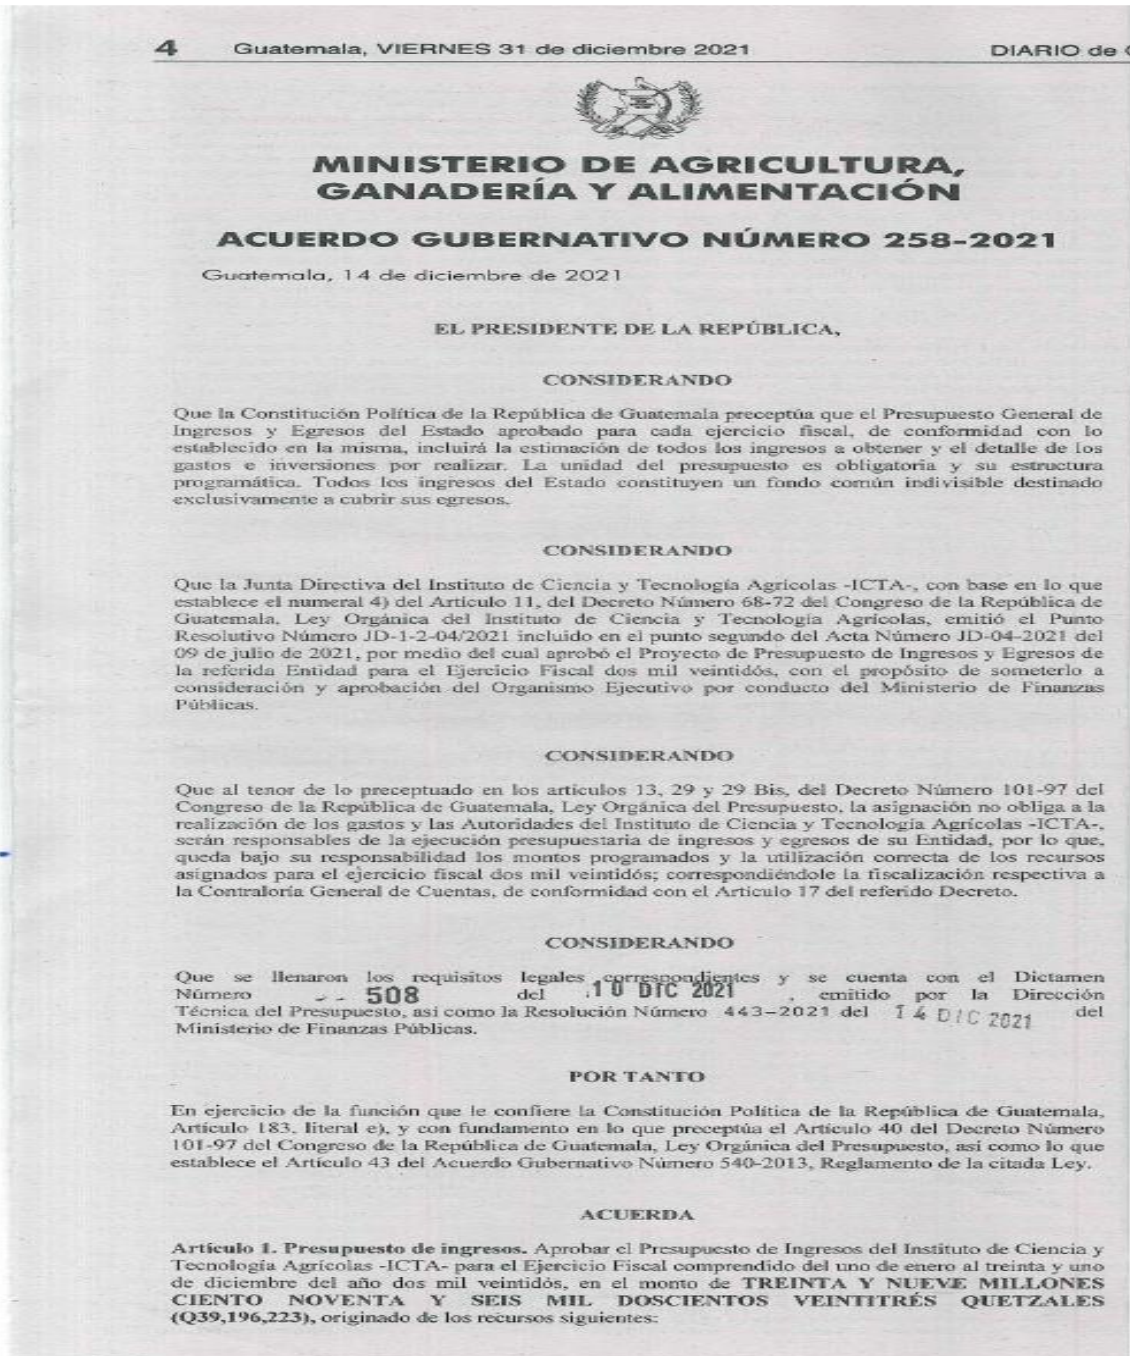 4 Guatemala, VIERNES 31 de diciembre 2021 DIARIO de
MINISTERIO DE AGRICULTURA,
GANADERÍA Y ALIMENTACIÓN
ACUERDO GUBERNATIVO NÚMERO 258-2021
Guatemala, 14 de diciembre de 2021
EL PRESIDENTE DE LA REPÚBLICA,
CONSIDERANDO
Que la Constitución Política de la República de Guatemala preceptúa que el Presupuesto General de
Ingresos y Egresos del Estado aprobado para cada ejercicio fiscal, de conformidad con lo
establecido en la misma, incluirá la estimación de todos los ingresos a obtener y el detalle de los
gastos e inversiones por realizar. La unidad del presupuesto es obligatoria y su estructura
programática. Todos los ingresos del Estado constituyen un fondo común indivisible destinado
exclusivamente a cubrir sus egresos.
CONSIDERANDO
Que la Junta Directiva del Instituto de Ciencia y Tecnología Agrícolas -ICTA-, con base en lo que
establece el numeral 4) del Artículo 11, del Decreto Número 68-72 del Congreso de la República de
Guatemala, Ley Orgánica del Instituto de Ciencia y Tecnología Agrícolas, emitió el Punto
Resolutivo Número JD-1-2-04/2021 incluido en el punto segundo del Acta Número JD-04-2021 del
09 de julio de 2021, por medio del cual aprobó el Proyecto de Presupuesto de Ingresos y Egresos de
la referida Entidad para el Ejercicio Fiscal dos mil veintidós, con el propósito de someterlo a
consideración y aprobación del Organismo Ejecutivo por conducto del Ministerio de Finanzas
Públicas.
CONSIDERANDO
Que al tenor de lo preceptuado en los artículos 13, 29 y 29 Bis, del Decreto Número 101-97 del
Congreso de la República de Guatemala, Ley Orgánica del Presupuesto, la asignación no obliga a la
realización de los gastos y las Autoridades del Instituto de Ciencia y Tecnología Agrícolas -ICTA-,
serán responsables de la ejecución presupuestaria de ingresos y egresos de su Entidad, por lo que,
queda bajo su responsabilidad los montos programados y la utilización correcta de los recursos
asignados para el ejercicio fiscal dos mil veintidós; correspondiéndole la fiscalización respectiva a
la Contraloría General de Cuentas, de conformidad con el Artículo 17 del referido Decreto.
CONSIDERANDO
Que se llenaron los requisitos legales correspondientes y se cuenta con el Dictamen
Número -- 508 del 10 DIC 2021, emitido por la Dirección
Técnica del Presupuesto, así como la Resolución Número 443-2021 del 14 DIC 2021 del
Ministerio de Finanzas Públicas.
POR TANTO
En ejercicio de la función que le confiere la Constitución Política de la República de Guatemala,
Artículo 183, literal e), y con fundamento en lo que preceptúa el Artículo 40 del Decreto Número
101-97 del Congreso de la República de Guatemala, Ley Orgánica del Presupuesto, así como lo que
establece el Artículo 43 del Acuerdo Gubernativo Número 540-2013, Reglamento de la citada Ley.
ACUERDA
Artículo 1. Presupuesto de ingresos. Aprobar el Presupuesto de Ingresos del Instituto de Ciencia y
Tecnología Agrícolas -ICTA- para el Ejercicio Fiscal comprendido del uno de enero al treinta y uno
de diciembre del año dos mil veintidós, en el monto de TREINTA Y NUEVE MILLONES
CIENTO NOVENTA Y SEIS MIL DOSCIENTOS VEINTITRÉS QUETZALES
(Q39,196,223), originado de los recursos siguientes: